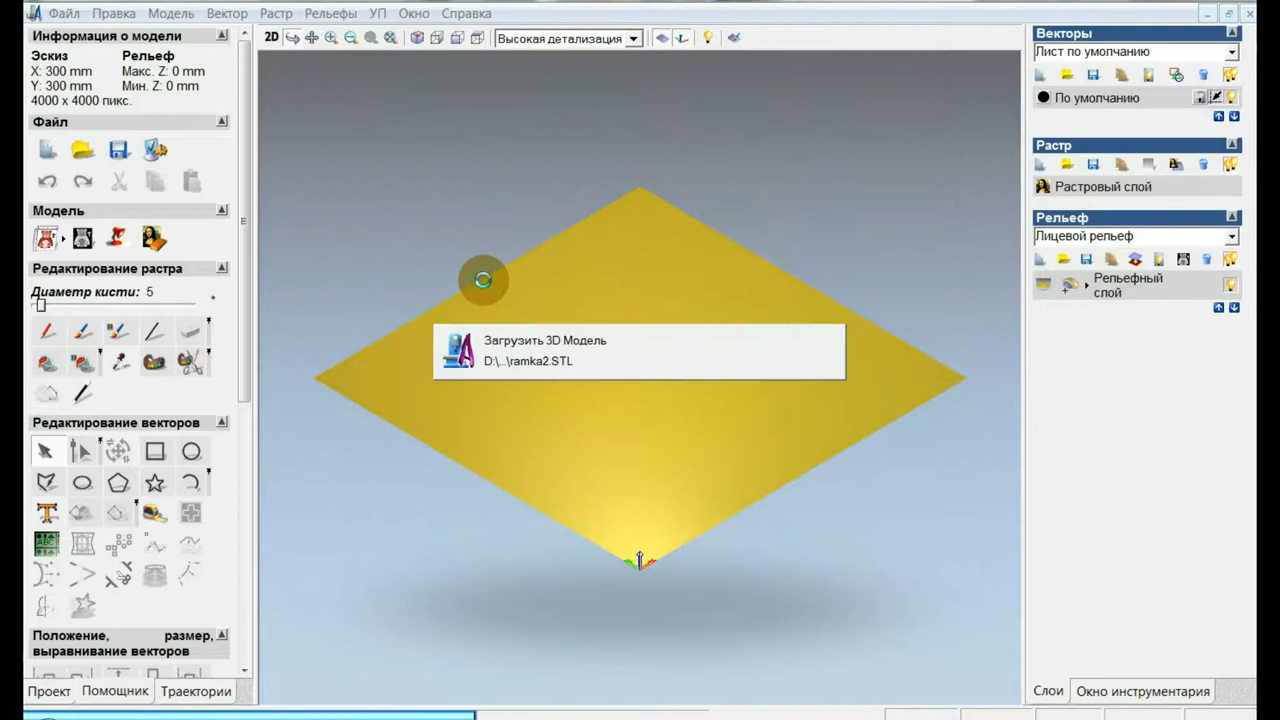 Файл Правка Модель Вектор Растр Рельефы УП Окно Справка
Информация о модели
Эскиз Рельеф
X: 300 mm Макс. Z: 0 mm
Y: 300 mm Мин. Z: 0 mm
4000 x 4000 пикс.
Файл
Модель
Редактирование растра
Диаметр кисти: 5
Редактирование векторов
ABC
Положение, размер,
выравнивание векторов
Проект Помощник Траектории
2D Высокая детализация
Загрузить 3D Модель
D:\...\ramka2.STL
Векторы
Лист по умолчанию
По умолчанию
Растр
Растровый слой
Рельеф
Лицевой рельеф
Рельефный
слой
Слои Окно инструментария